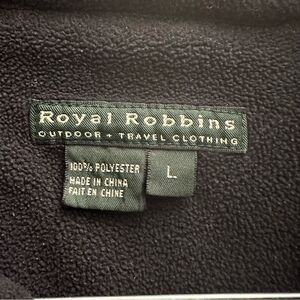 Royal Robbins
OUTDOOR + TRAVEL CLOTHING
100% POLYESTER
MADE IN CHINA
FAIT EN CHINE
L